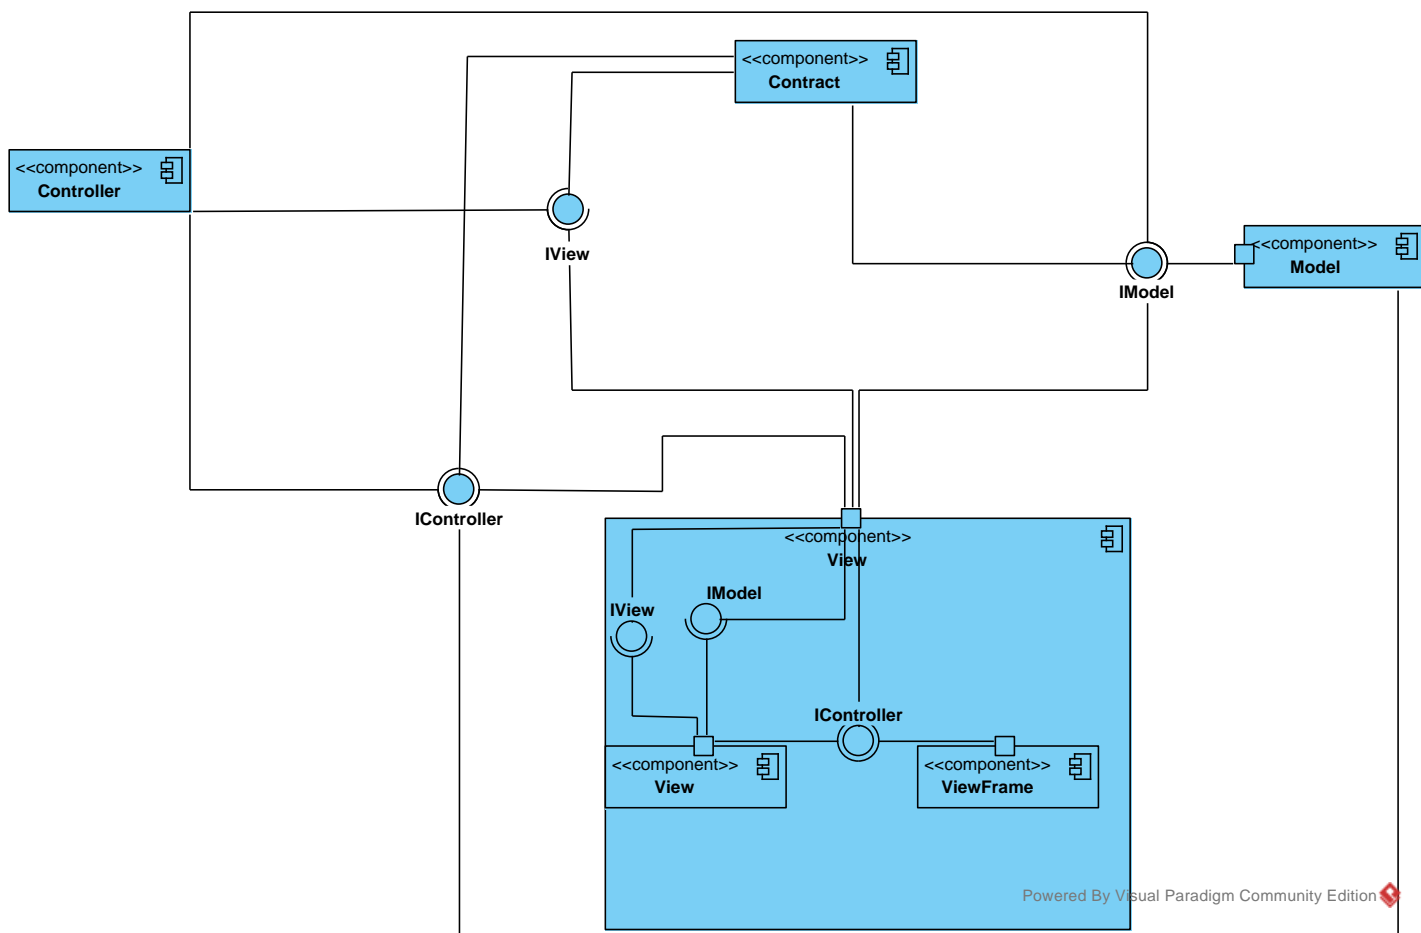 <<component>>
Contract
<<component>>
Controller
IView
<<component>>
Model
IModel
IController
<<component>>
View
IModel
IView
IController
<<component>>
View
<<component>>
ViewFrame
Powered By Visual Paradigm Community Edition